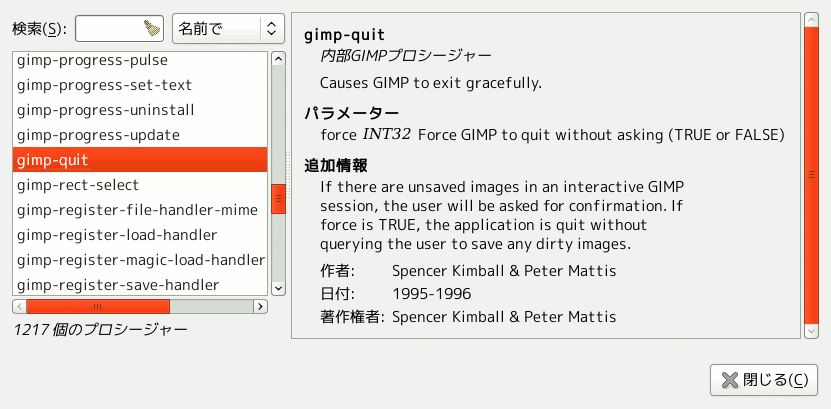 検索(S): 名前で
gimp-progress-pulse
gimp-progress-set-text
gimp-progress-uninstall
gimp-progress-update
gimp-quit
gimp-rect-select
gimp-register-file-handler-mime
gimp-register-load-handler
gimp-register-magic-load-handler
gimp-register-save-handler
1217 個のプロシージャー
gimp-quit
内部GIMPプロシージャー
Causes GIMP to exit gracefully.
パラメーター
force INT32 Force GIMP to quit without asking (TRUE or FALSE)
追加情報
If there are unsaved images in an interactive GIMP
session, the user will be asked for confirmation. If
force is TRUE, the application is quit without
querying the user to save any dirty images.
作者: Spencer Kimball & Peter Mattis
日付: 1995-1996
著作権者: Spencer Kimball & Peter Mattis
閉じる(C)